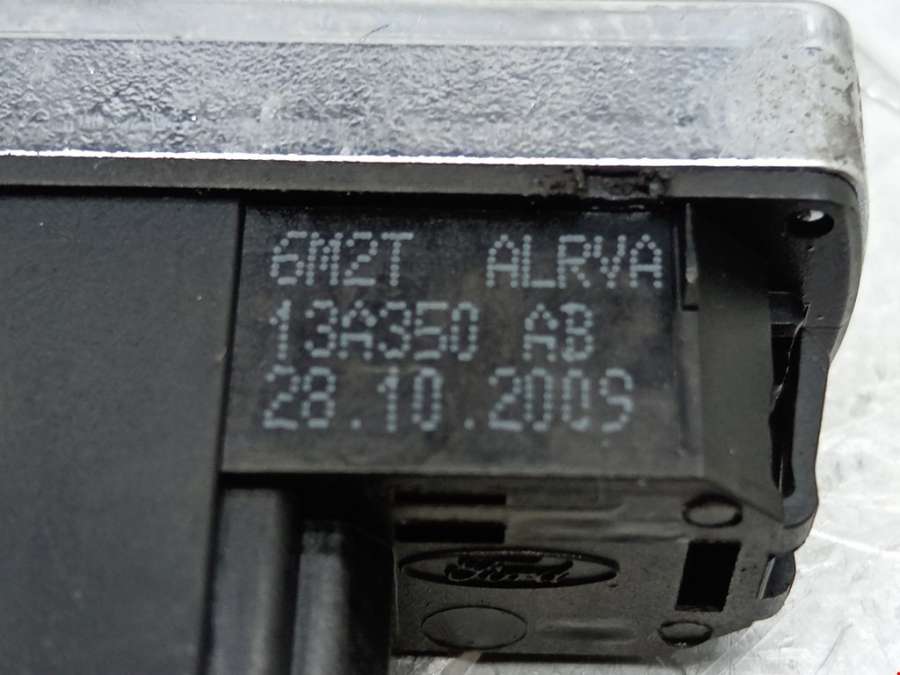 6M2T ALRVA
13A350 AB
28.10.2009
Ford